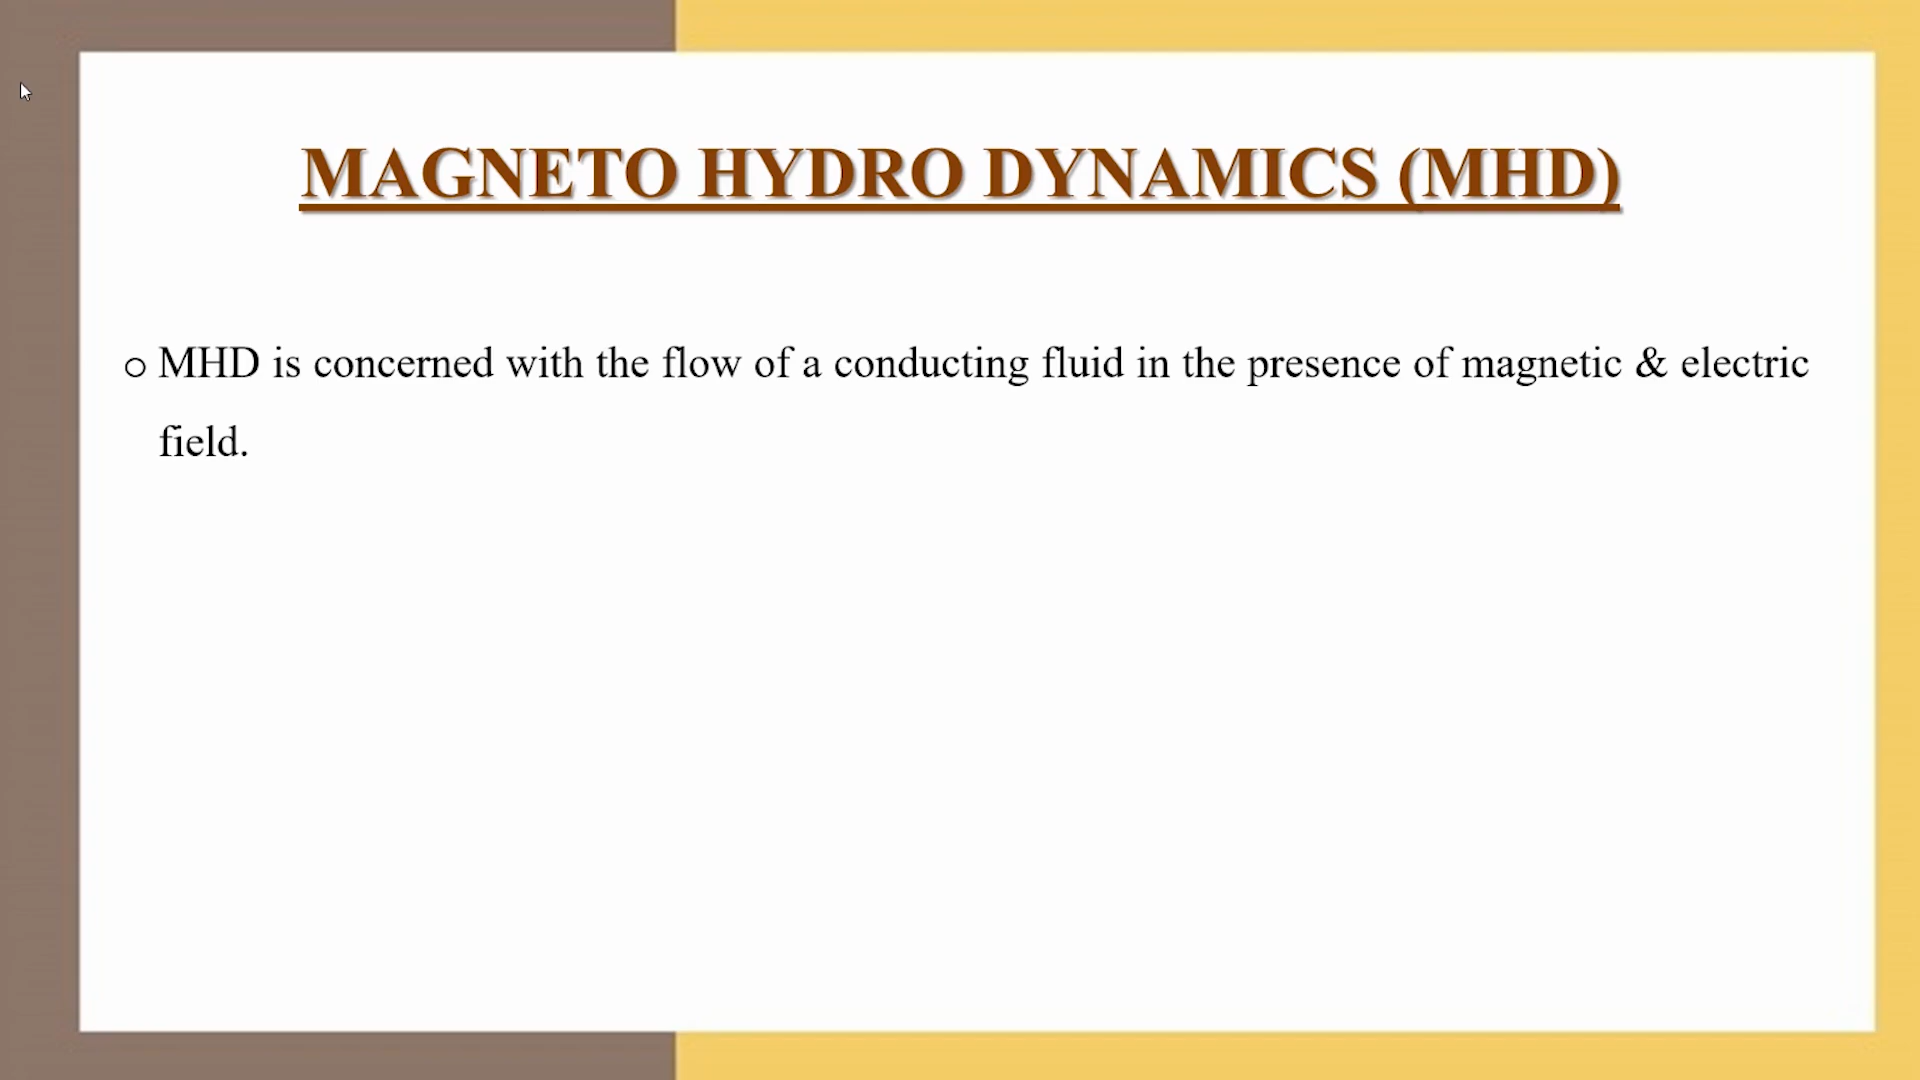 MAGNETO HYDRO DYNAMICS (MHD)
o MHD is concerned with the flow of a conducting fluid in the presence of magnetic & electric
field.